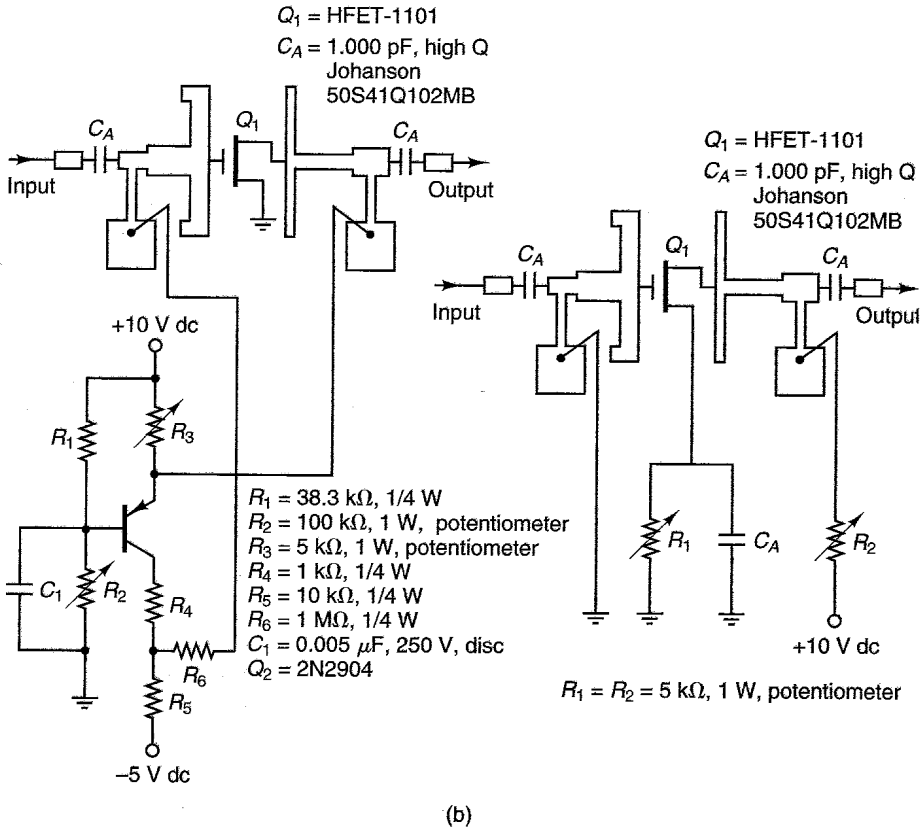 Q1 = HFET-1101
CA = 1.000 pF, high Q
Johanson
50S41Q102MB
CA
Q1
CA
Input
Output
+10 V dc
R1
R3
C1
R2
R4
R6
R5
–5 V dc
R1 = 38.3 kΩ, 1/4 W
R2 = 100 kΩ, 1 W, potentiometer
R3 = 5 kΩ, 1 W, potentiometer
R4 = 1 kΩ, 1/4 W
R5 = 10 kΩ, 1/4 W
R6 = 1 MΩ, 1/4 W
C1 = 0.005 μF, 250 V, disc
Q2 = 2N2904
Q1 = HFET-1101
CA = 1.000 pF, high Q
Johanson
50S41Q102MB
CA
Q1
CA
Input
Output
R1
CA
R2
+10 V dc
R1 = R2 = 5 kΩ, 1 W, potentiometer
(b)